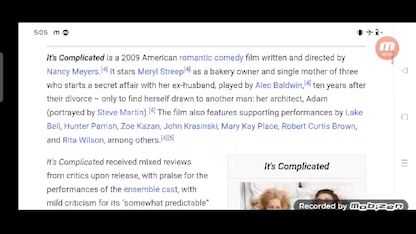 5:05 m
It's Complicated is a 2009 American romantic comedy film written and directed by
Nancy Meyers.[4] It stars Meryl Streep[4] as a bakery owner and single mother of three
who starts a secret affair with her ex-husband, played by Alec Baldwin,[4] ten years after
their divorce – only to find herself drawn to another man: her architect, Adam
(portrayed by Steve Martin).[4] The film also features supporting performances by Lake
Bell, Hunter Parrish, Zoe Kazan, John Krasinski, Mary Kay Place, Robert Curtis Brown,
and Rita Wilson, among others.[4][5]
It's Complicated received mixed reviews
from critics upon release, with praise for the
performances of the ensemble cast, with
mild criticism for its "somewhat predictable"
It's Complicated
Recorded by Mobizen